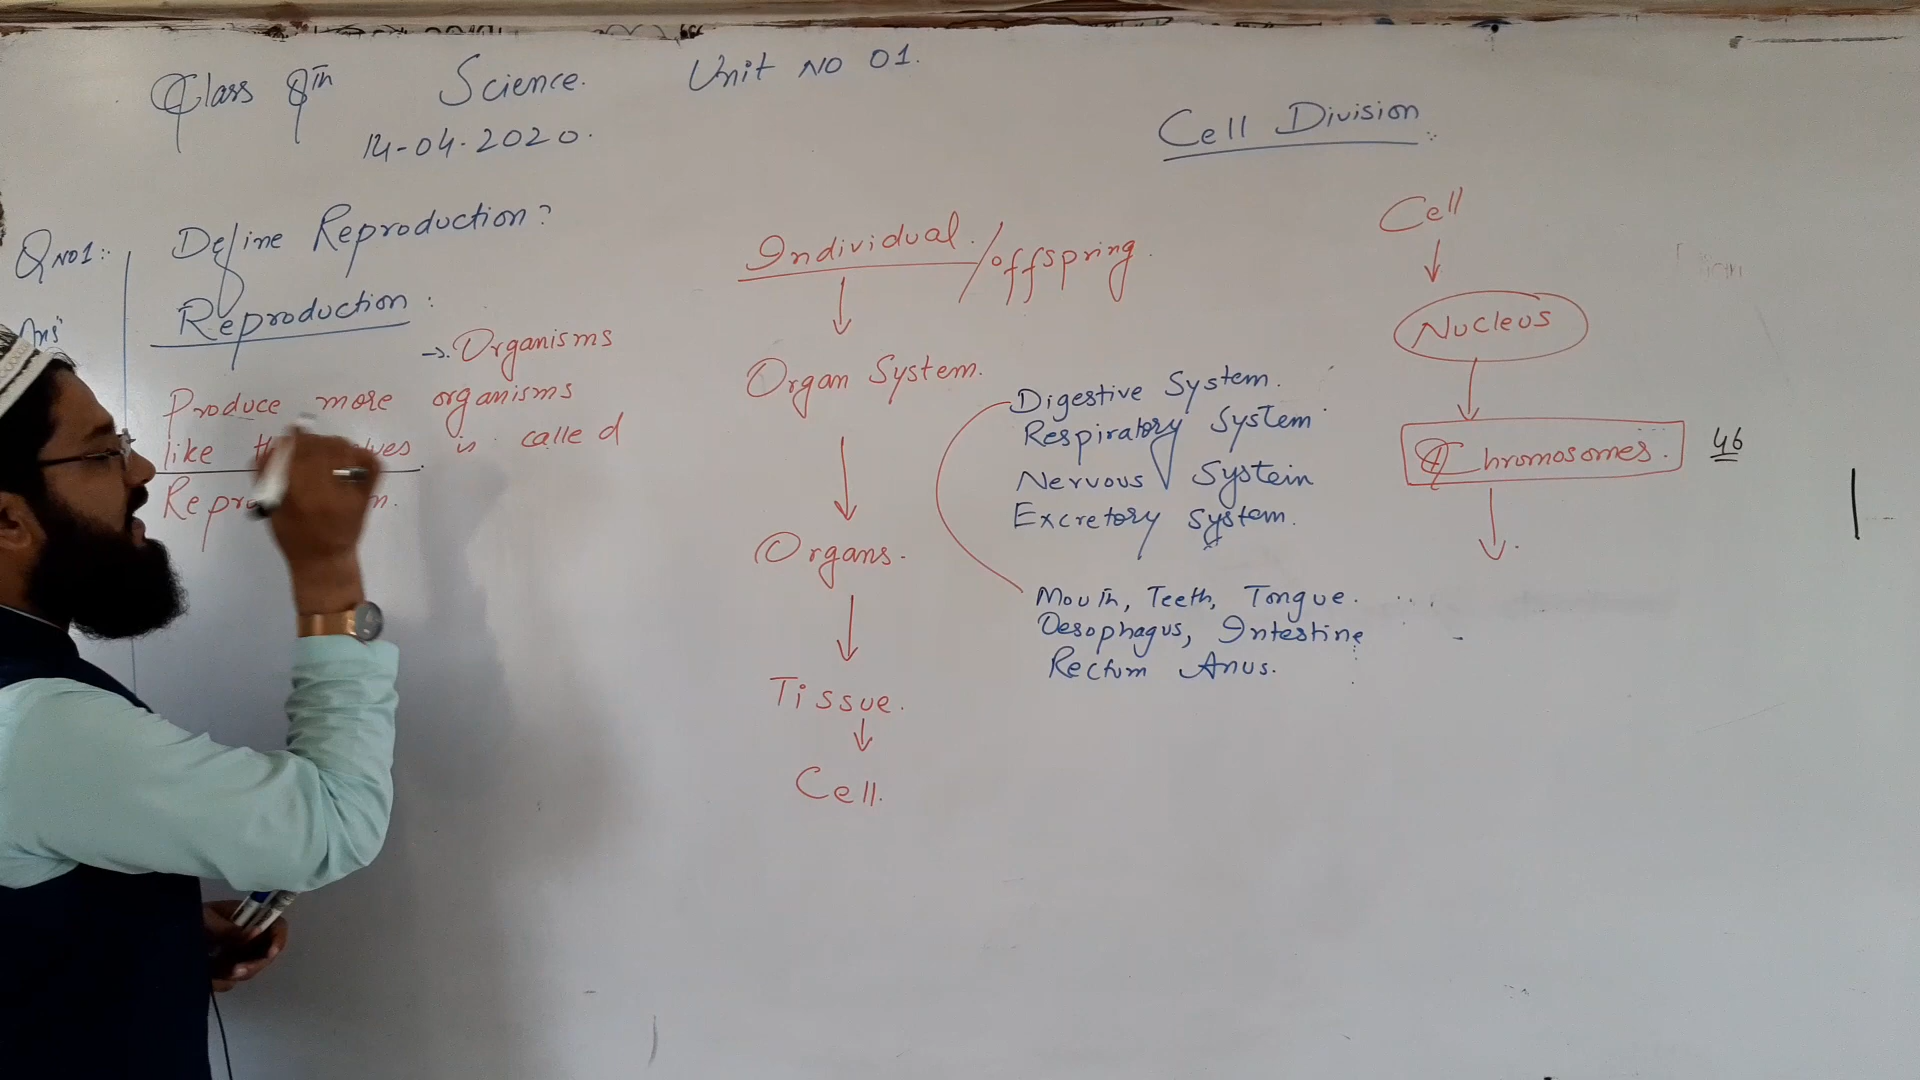 Class 8th Science. Unit No 01.
14-04-2020.
Cell Division
Q No1:. Define Reproduction?
Ans
Reproduction:
→ Organisms
Produce more organisms
like is called
Individual./offspring.
Organ System.
Organs.
Tissue.
Cell.
Digestive System.
Respiratory System
Nervous System
Excretory System.
Mouth, Teeth, Tongue. . . .
Oesophagus, Intestine
Rectum Anus.
Cell
Nucleus
Chromosomes. 46